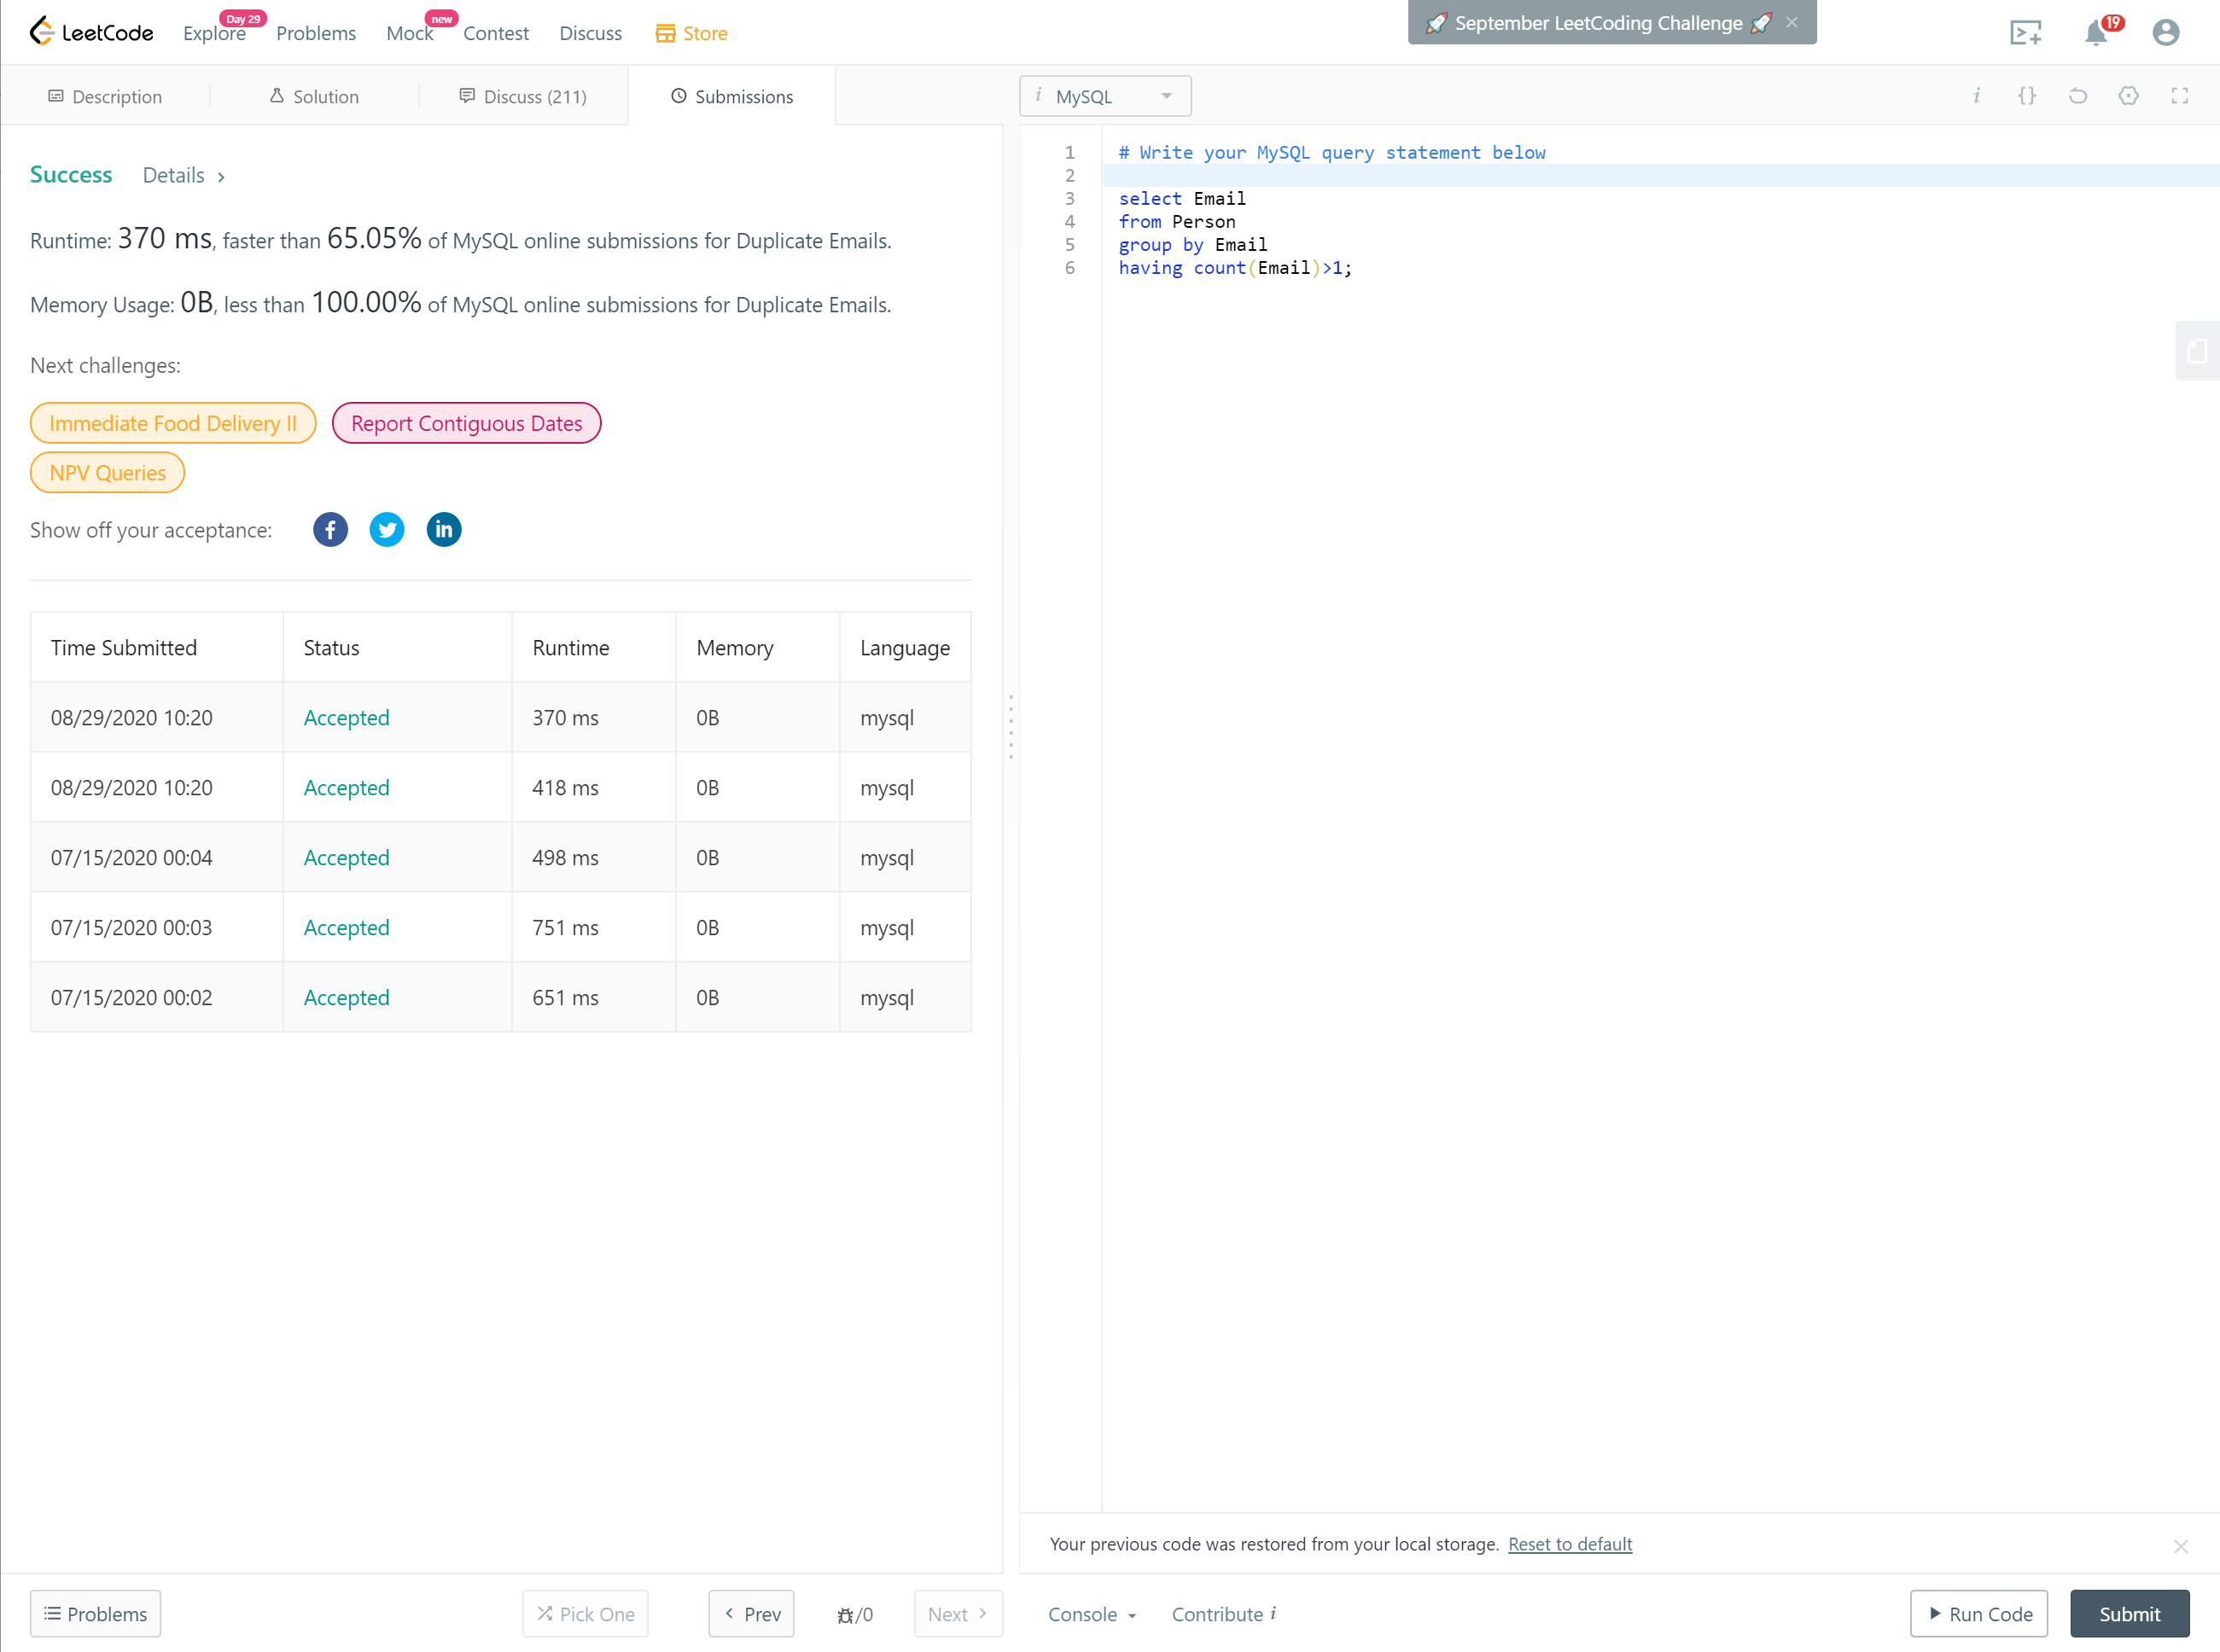 LeetCode
Explore Day 29 Problems Mock new Contest Discuss Store
🚀 September LeetCoding Challenge 🚀 ×
19
Description Solution Discuss (211) Submissions
i MySQL
i {}
Success Details >
Runtime: 370 ms, faster than 65.05% of MySQL online submissions for Duplicate Emails.
Memory Usage: 0B, less than 100.00% of MySQL online submissions for Duplicate Emails.
Next challenges:
Immediate Food Delivery II Report Contiguous Dates
NPV Queries
Show off your acceptance: f in
Time Submitted Status Runtime Memory Language
08/29/2020 10:20 Accepted 370 ms 0B mysql
08/29/2020 10:20 Accepted 418 ms 0B mysql
07/15/2020 00:04 Accepted 498 ms 0B mysql
07/15/2020 00:03 Accepted 751 ms 0B mysql
07/15/2020 00:02 Accepted 651 ms 0B mysql
1 # Write your MySQL query statement below
2
3 select Email
4 from Person
5 group by Email
6 having count(Email)>1;
Your previous code was restored from your local storage. Reset to default
Problems Pick One < Prev /0 Next > Console Contribute i Run Code Submit